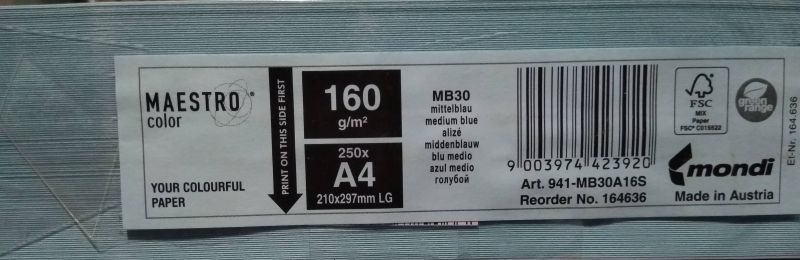 MAESTRO®
color
YOUR COLOURFUL
PAPER
PRINT ON THIS SIDE FIRST
160
g/m²
250x
A4
210x297mm LG
MB30
mittelblau
medium blue
alizé
middenblauw
blu medio
azul medio
голубой
9 003974 423920
Art. 941-MB30A16S
Reorder No. 164636
FSC
MIX
Paper
FSC® C015522
green
range
mondi
Made in Austria
Et-Nr. 164.636